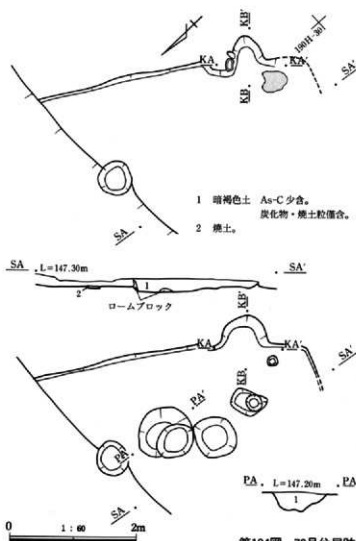 KB'
190H-30
KA
KA'
SA'
KB
1 暗褐色土 As-C 少含。
炭化物・焼土粒僅含。
2 焼土。
SA
SA
L=147.30m
SA'
1
2
ロームブロック
KB'
KA
KA'
SA'
PA'
KB
PA
PA
L=147.20m
PA'
1
SA
0 1:60 2m